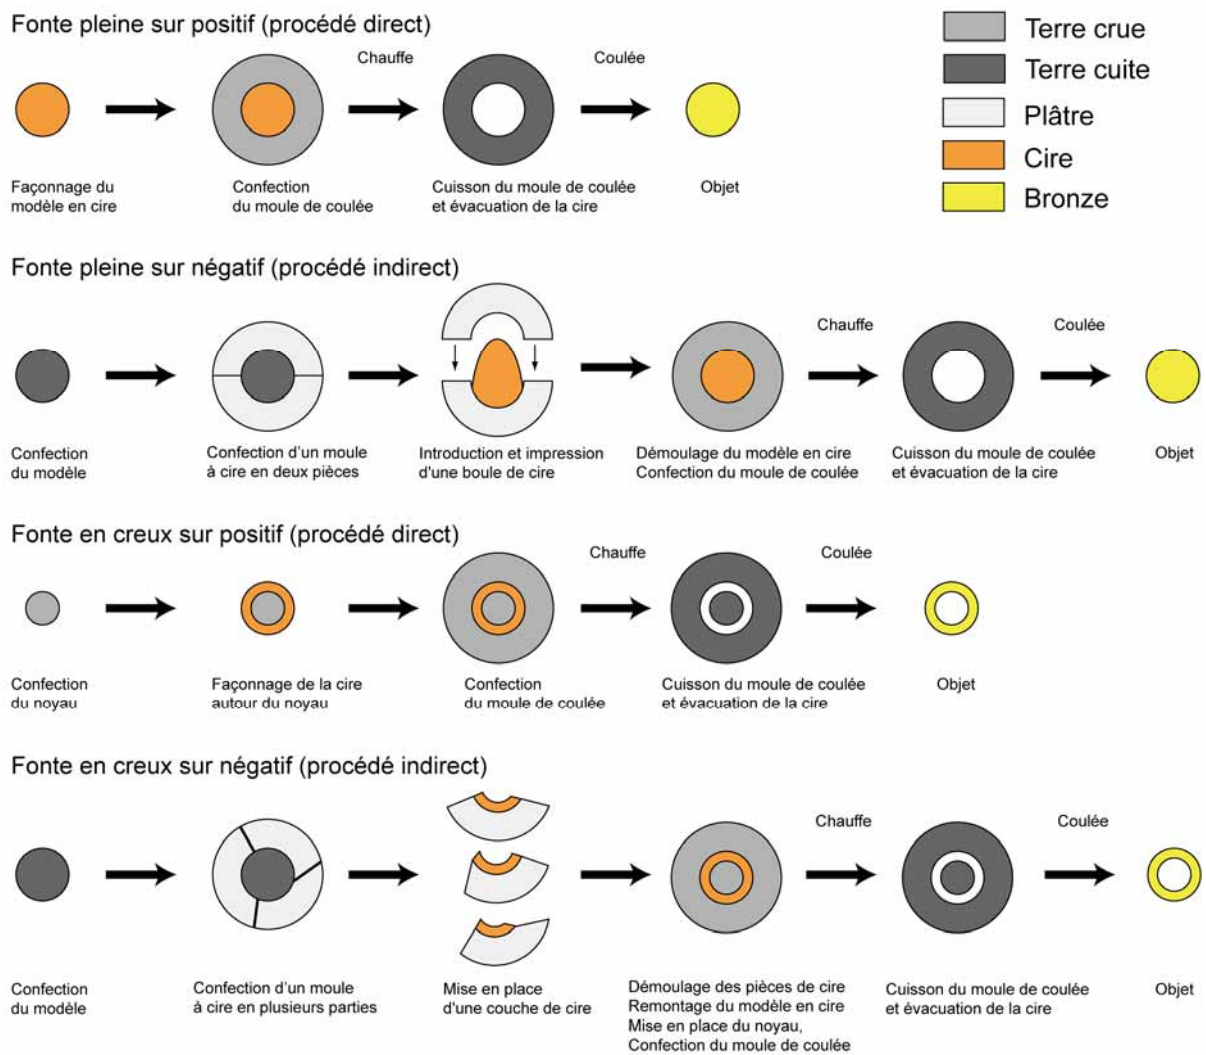 Fonte pleine sur positif (procédé direct)
Chauffe
Coulée
Façonnage du
modèle en cire
Confection
du moule de coulée
Cuisson du moule de coulée
et évacuation de la cire
Objet
Terre crue
Terre cuite
Plâtre
Cire
Bronze
Fonte pleine sur négatif (procédé indirect)
Chauffe
Coulée
Confection
du modèle
Confection d'un moule
à cire en deux pièces
Introduction et impression
d'une boule de cire
Démoulage du modèle en cire
Confection du moule de coulée
Cuisson du moule de coulée
et évacuation de la cire
Objet
Fonte en creux sur positif (procédé direct)
Chauffe
Coulée
Confection
du noyau
Façonnage de la cire
autour du noyau
Confection
du moule de coulée
Cuisson du moule de coulée
et évacuation de la cire
Objet
Fonte en creux sur négatif (procédé indirect)
Chauffe
Coulée
Confection
du modèle
Confection d'un moule
à cire en plusieurs parties
Mise en place
d'une couche de cire
Démoulage des pièces de cire
Remontage du modèle en cire
Mise en place du noyau,
Confection du moule de coulée
Cuisson du moule de coulée
et évacuation de la cire
Objet